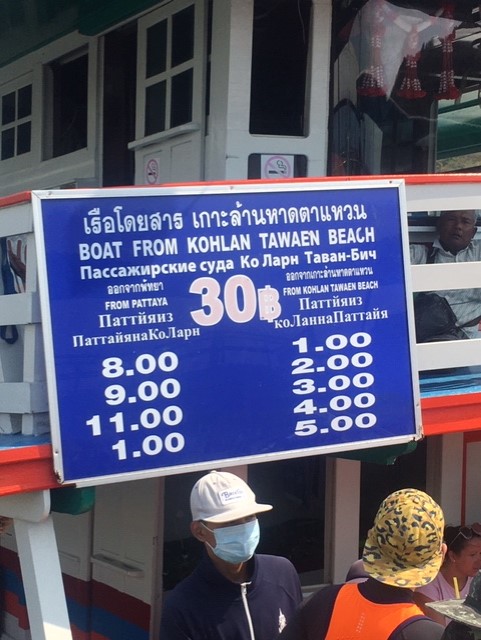 เรือโดยสาร เกาะล้านหาดตาแหวน
BOAT FROM KOHLAN TAWAEN BEACH
Пассажирские суда Ко Ларн Таван-Бич
ออกจากพัทยา
FROM PATTAYA
Паттйяиз
ПаттайянаКоЛарн
8.00
9.00
11.00
1.00
30฿
ออกจากเกาะล้านหาดตาแหวน
FROM KOHLAN TAWAEN BEACH
Паттйяиз
коЛаннаПаттайя
1.00
2.00
3.00
4.00
5.00